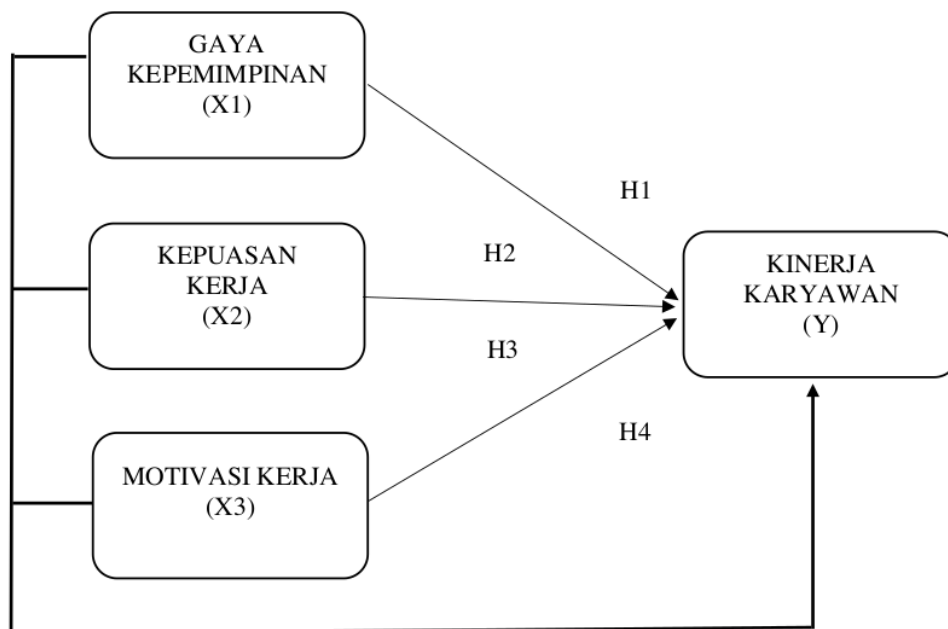 GAYA
KEPEMIMPINAN
(X1)
H1
KEPUASAN
KERJA
(X2)
H2
KINERJA
KARYAWAN
(Y)
H3
H4
MOTIVASI KERJA
(X3)